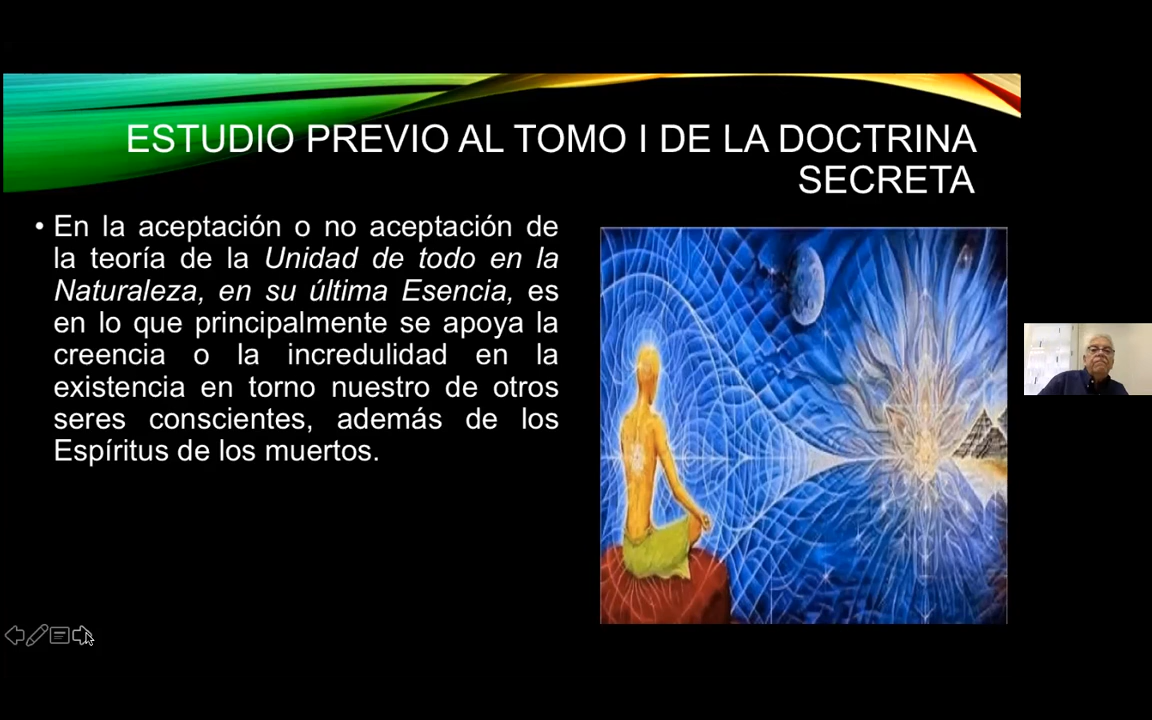 ESTUDIO PREVIO AL TOMO I DE LA DOCTRINA
SECRETA
• En la aceptación o no aceptación de
la teoría de la Unidad de todo en la
Naturaleza, en su última Esencia, es
en lo que principalmente se apoya la
creencia o la incredulidad en la
existencia en torno nuestro de otros
seres conscientes, además de los
Espíritus de los muertos.